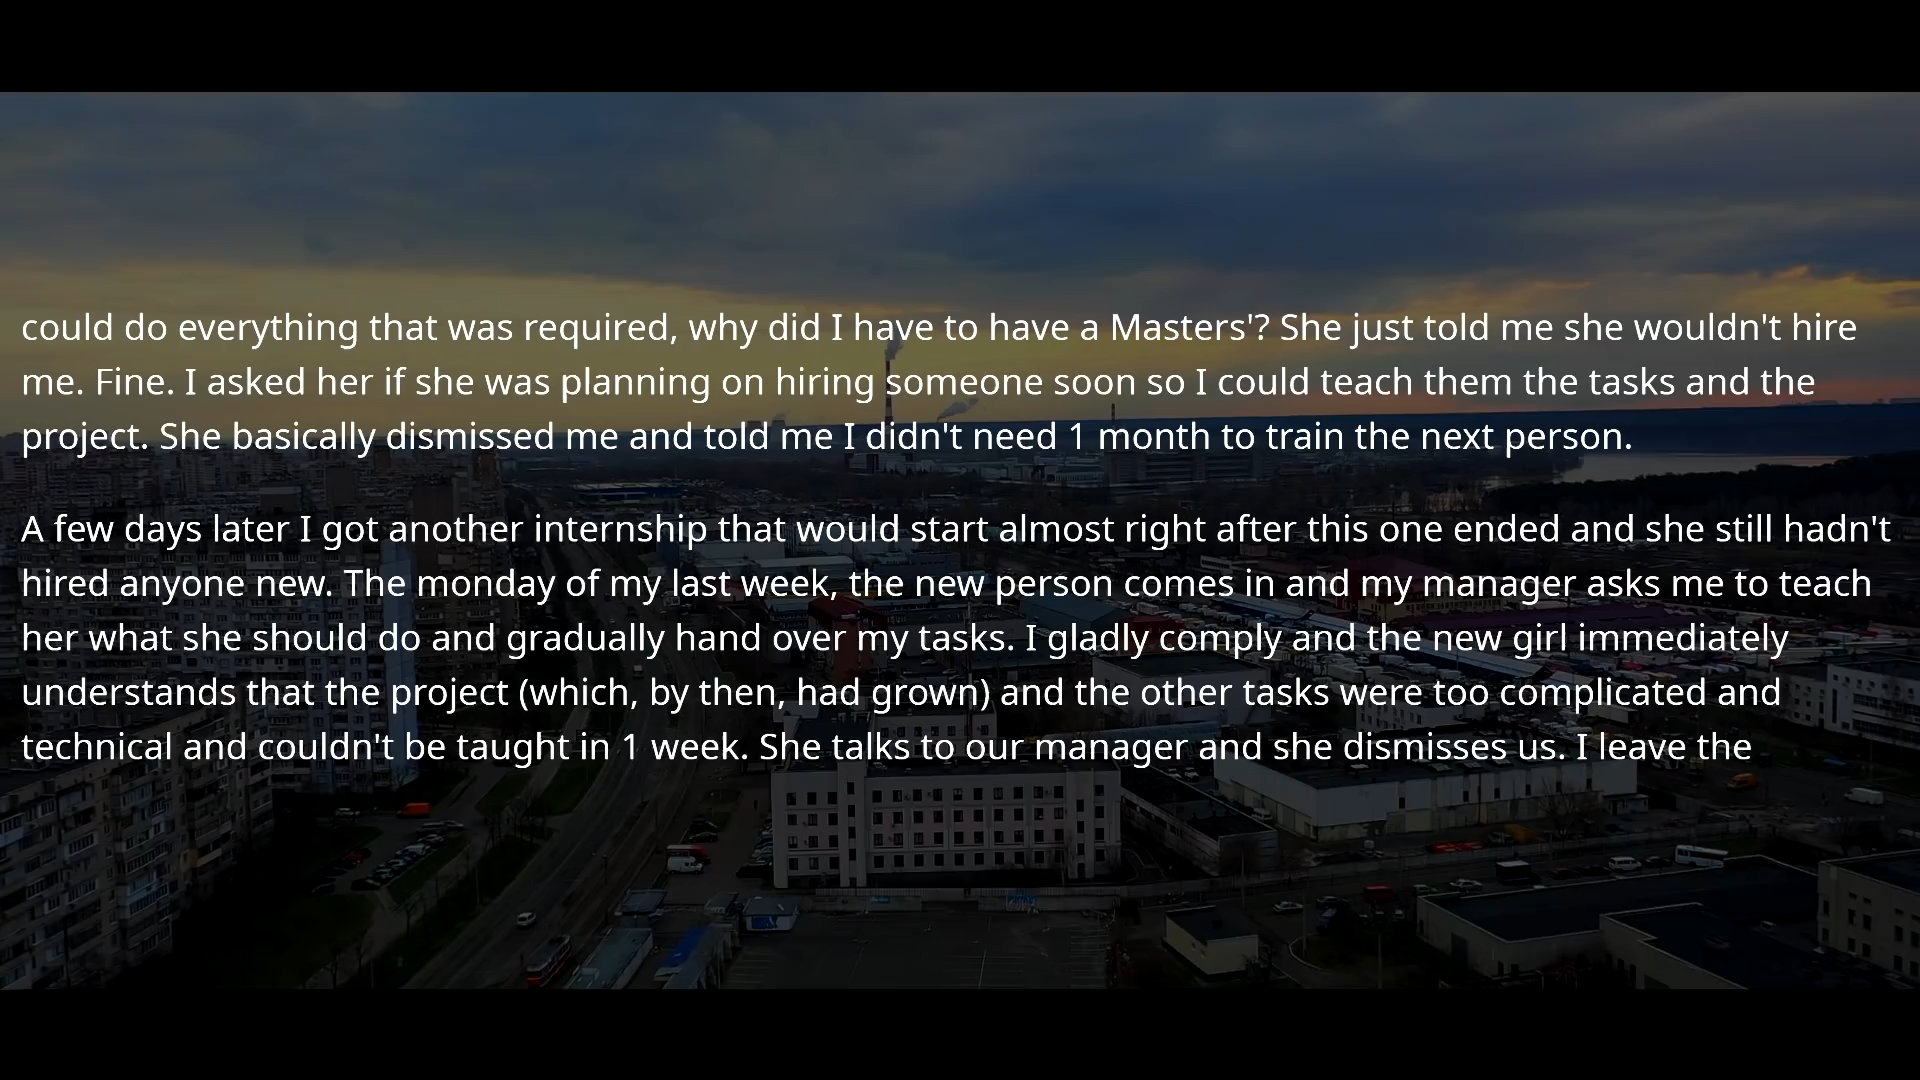 could do everything that was required, why did I have to have a Masters'? She just told me she wouldn't hire
me. Fine. I asked her if she was planning on hiring someone soon so I could teach them the tasks and the
project. She basically dismissed me and told me I didn't need 1 month to train the next person.
A few days later I got another internship that would start almost right after this one ended and she still hadn't
hired anyone new. The monday of my last week, the new person comes in and my manager asks me to teach
her what she should do and gradually hand over my tasks. I gladly comply and the new girl immediately
understands that the project (which, by then, had grown) and the other tasks were too complicated and
technical and couldn't be taught in 1 week. She talks to our manager and she dismisses us. I leave the